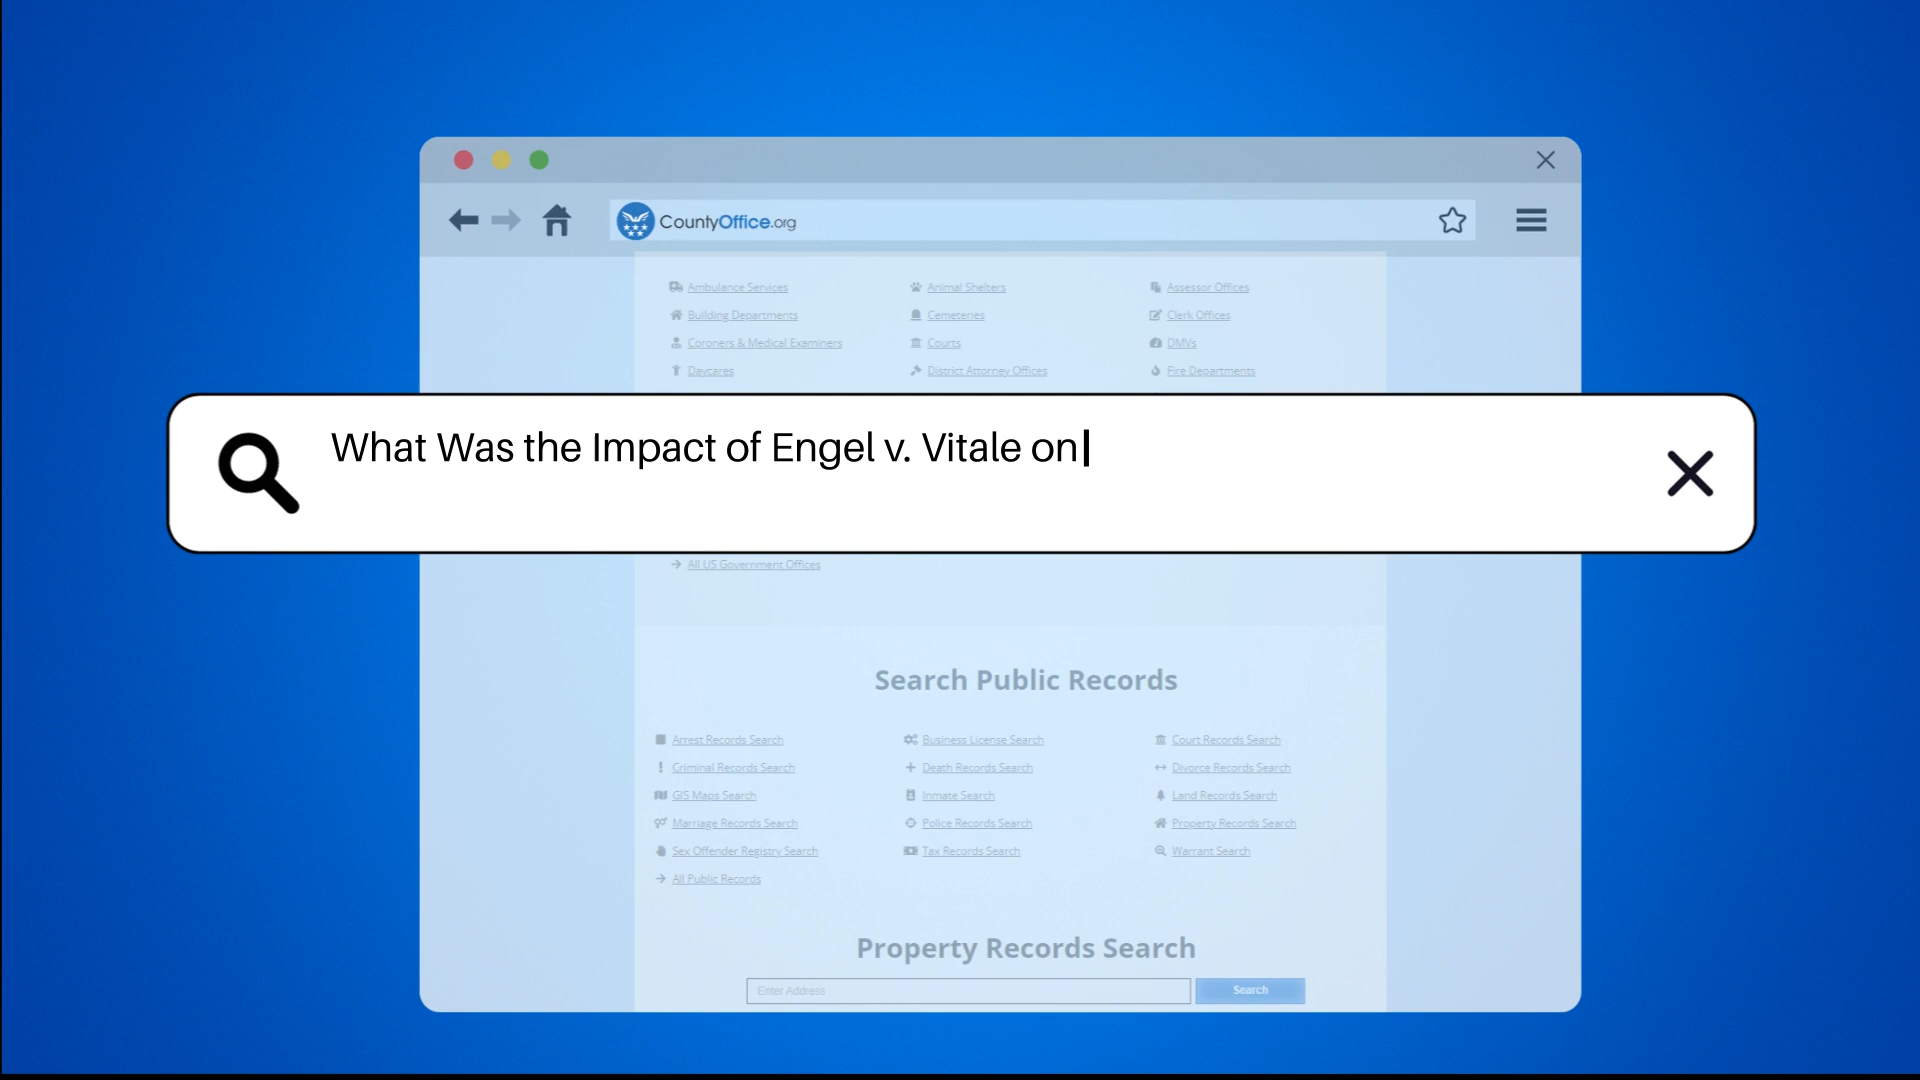 CountyOffice.org
Ambulance Services Animal Shelters Assessor Offices
Building Departments Cemeteries Clerk Offices
Coroners & Medical Examiners Courts DMVs
Daycares District Attorney Offices Fire Departments
What Was the Impact of Engel v. Vitale on
All US Government Offices
Search Public Records
Arrest Records Search Business License Search Court Records Search
Criminal Records Search Death Records Search Divorce Records Search
GIS Maps Search Inmate Search Land Records Search
Marriage Records Search Police Records Search Property Records Search
Sex Offender Registry Search Tax Records Search Warrant Search
All Public Records
Property Records Search
Enter Address Search